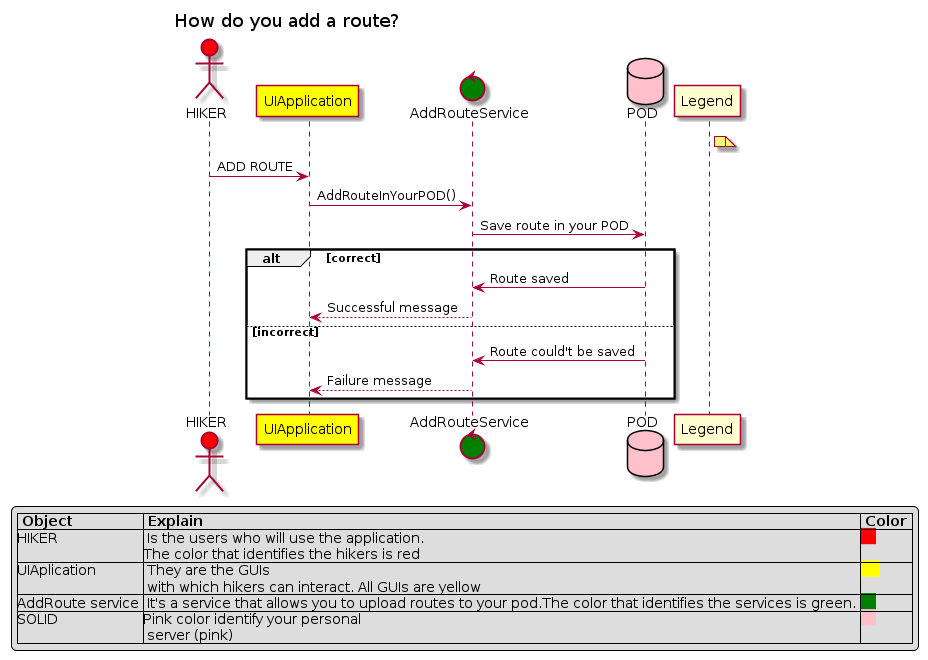 How do you add a route?
HIKER
UIApplication
AddRouteService
POD
Legend
ADD ROUTE
AddRouteInYourPOD()
Save route in your POD
alt [correct]
Route saved
Successful message
[incorrect]
Route could't be saved
Failure message
HIKER
UIApplication
AddRouteService
POD
Legend
Object Explain Color
HIKER Is the users who will use the application.
The color that identifies the hikers is red
UIAplication They are the GUIs
with which hikers can interact. All GUIs are yellow
AddRoute service It's a service that allows you to upload routes to your pod.The color that identifies the services is green.
SOLID Pink color identify your personal
server (pink)